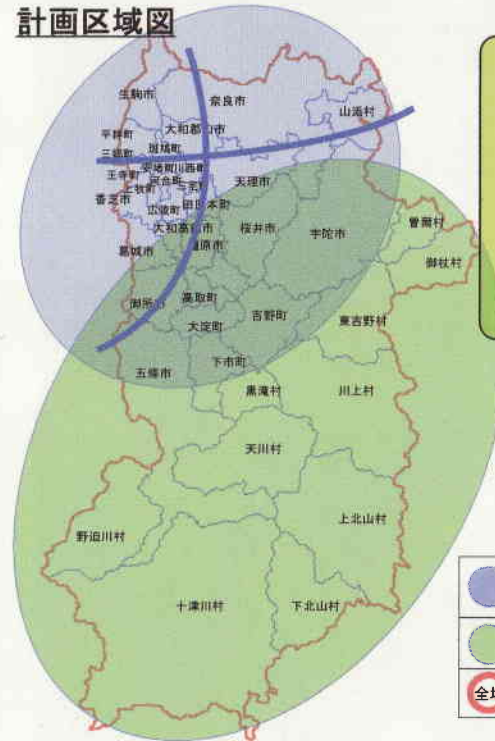 計画区域図
生駒市
奈良市
山添村
平群町
大和郡山市
三郷町
斑鳩町
安堵町
川西町
王寺町
河合町
三宅町
上牧町
天理市
香芝市
広陵町
田原本町
大和高田市
桜井市
宇陀市
曽爾村
橿原市
葛城市
御杖村
御所市
高取町
吉野町
大淀町
東吉野村
下市町
五條市
黒滝村
川上村
天川村
上北山村
野迫川村
十津川村
下北山村